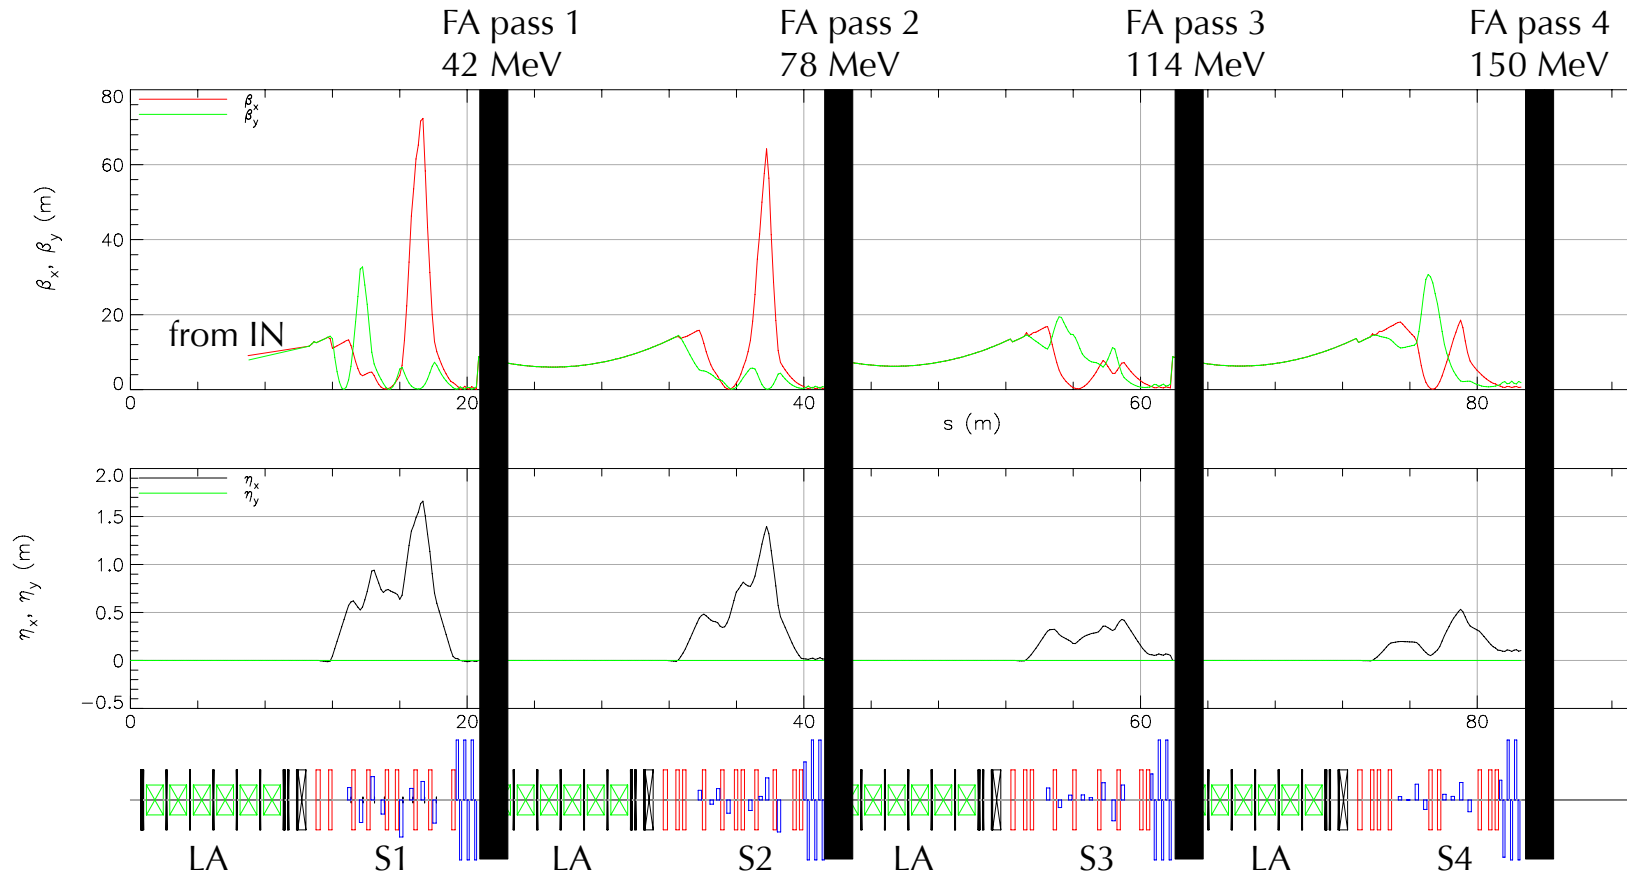 FA pass 1 FA pass 2 FA pass 3 FA pass 4
42 MeV 78 MeV 114 MeV 150 MeV
80
βx
βy
60
βx, βy (m)
40
20
from IN
0
20 40 60 80
s (m)
2.0
ηx
ηy
1.5
1.0
ηx, ηy (m)
0.5
0
−0.5
0 20 40 60 80
LA S1 LA S2 LA S3 LA S4